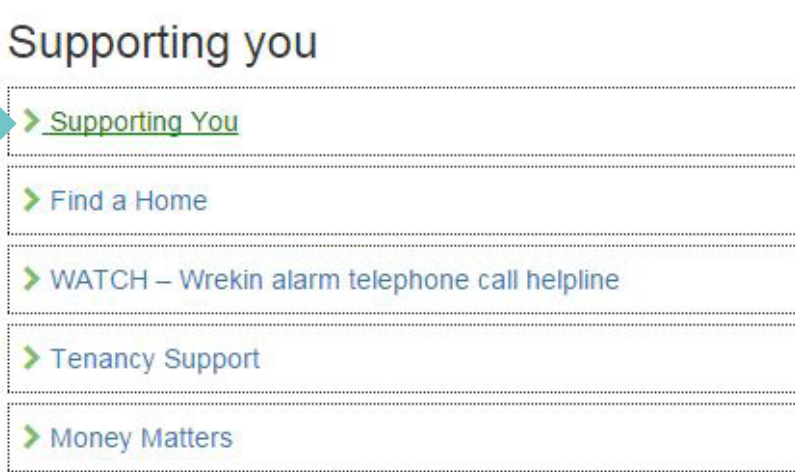 Supporting you
Supporting You
Find a Home
WATCH – Wrekin alarm telephone call helpline
Tenancy Support
Money Matters